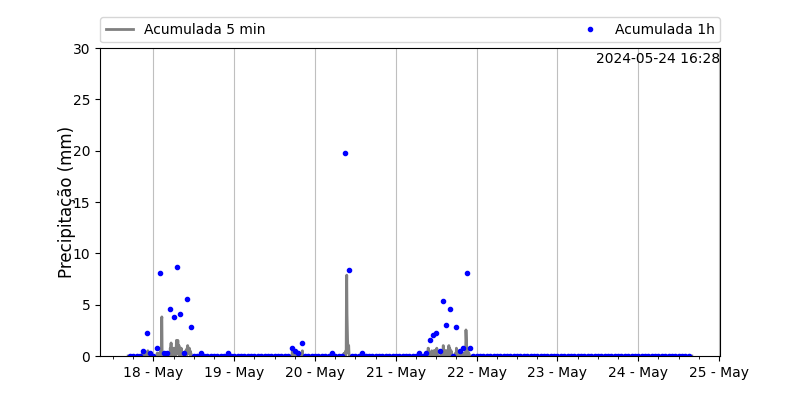 Acumulada 5 min
Acumulada 1h
2024-05-24 16:28
Precipitação (mm)
30
25
20
15
10
5
0
18 - May 19 - May 20 - May 21 - May 22 - May 23 - May 24 - May 25 - May